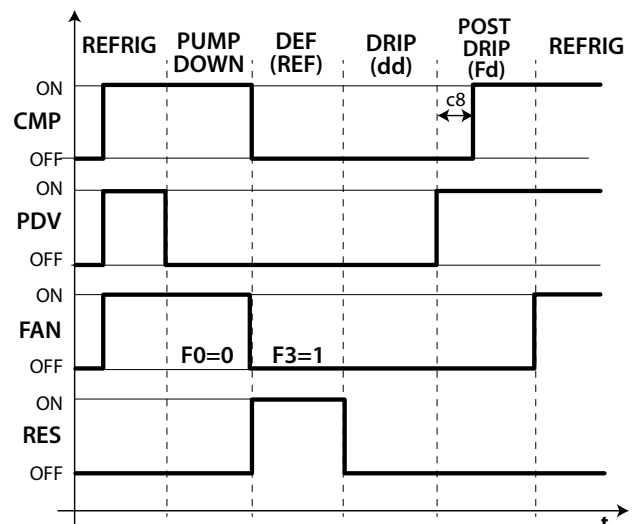 REFRIG PUMP DOWN DEF (REF) DRIP (dd) POST DRIP (Fd) REFRIG
ON
c8
CMP
OFF
ON
PDV
OFF
ON
FAN
F0=0 F3=1
OFF
ON
RES
OFF
t